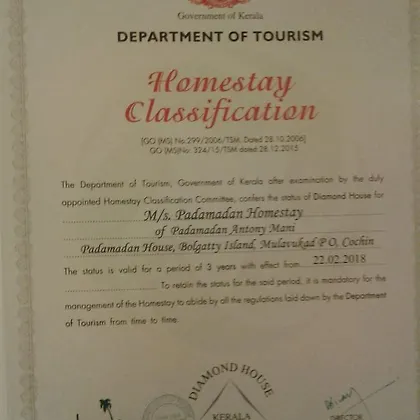 Government of Kerala
DEPARTMENT OF TOURISM
Homestay
Classification
[GO (MS) No.299/2006/TSM, Dated 28.10.2006]
GO (MS)No. 324/15/TSM dated 28.12.2015
The Department of Tourism, Government of Kerala after examination by the duly
appointed Homestay Classification Committee, confers the status of Diamond House for
M/s. Padamadan Homestay
of Padamadan Antony Mani
Padamadan House, Bolgatty Island, Mulavukad P O, Cochin
The status is valid for a period of 3 years with effect from 22.02.2018
To retain the status for the said period, it is mandatory for the
management of the Homestay to abide by all the regulations laid down by the Department
of Tourism from time to time.
DIAMOND HOUSE
KERALA
DIRECTOR